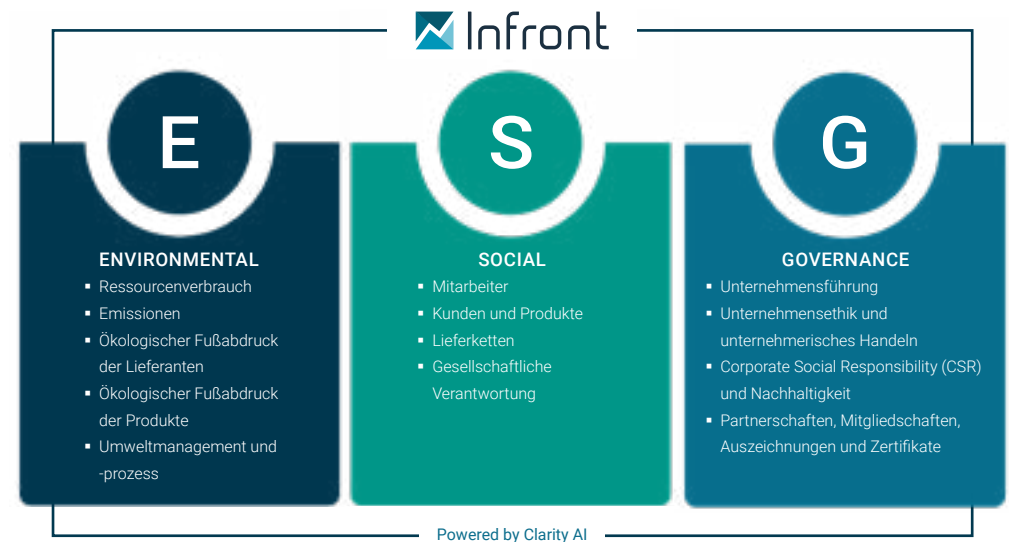 Infront
E
ENVIRONMENTAL
▪ Ressourcenverbrauch
▪ Emissionen
▪ Ökologischer Fußabdruck
der Lieferanten
▪ Ökologischer Fußabdruck
der Produkte
▪ Umweltmanagement und
-prozess
S
SOCIAL
▪ Mitarbeiter
▪ Kunden und Produkte
▪ Lieferketten
▪ Gesellschaftliche
Verantwortung
G
GOVERNANCE
▪ Unternehmensführung
▪ Unternehmensethik und
unternehmerisches Handeln
▪ Corporate Social Responsibility (CSR)
und Nachhaltigkeit
▪ Partnerschaften, Mitgliedschaften,
Auszeichnungen und Zertifikate
Powered by Clarity AI